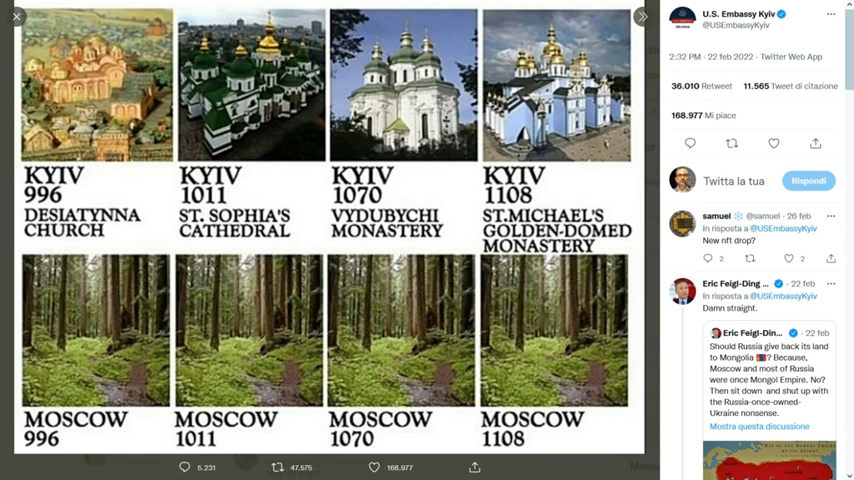 KYIV
996
DESIATYNNA
CHURCH
KYIV
1011
ST. SOPHIA'S
CATHEDRAL
KYIV
1070
VYDUBYCHI
MONASTERY
KYIV
1108
ST.MICHAEL'S
GOLDEN-DOMED
MONASTERY
MOSCOW
996
MOSCOW
1011
MOSCOW
1070
MOSCOW
1108
5.231 47.575 168.977
U.S. Embassy Kyiv
@USEmbassyKyiv
2:32 PM · 22 feb 2022 · Twitter Web App
36.010 Retweet 11.565 Tweet di citazione
168.977 Mi piace
Twitta la tua
Rispondi
samuel @samuel · 26 feb
In risposta a @USEmbassyKyiv
New nft drop?
2 2
Eric Feigl-Ding ... · 22 feb
In risposta a @USEmbassyKyiv
Damn straight.
Eric Feigl-Din... · 22 feb
Should Russia give back its land
to Mongolia ? Because,
Moscow and most of Russia
were once Mongol Empire. No?
Then sit down and shut up with
the Russia-once-owned-
Ukraine nonsense.
Mostra questa discussione